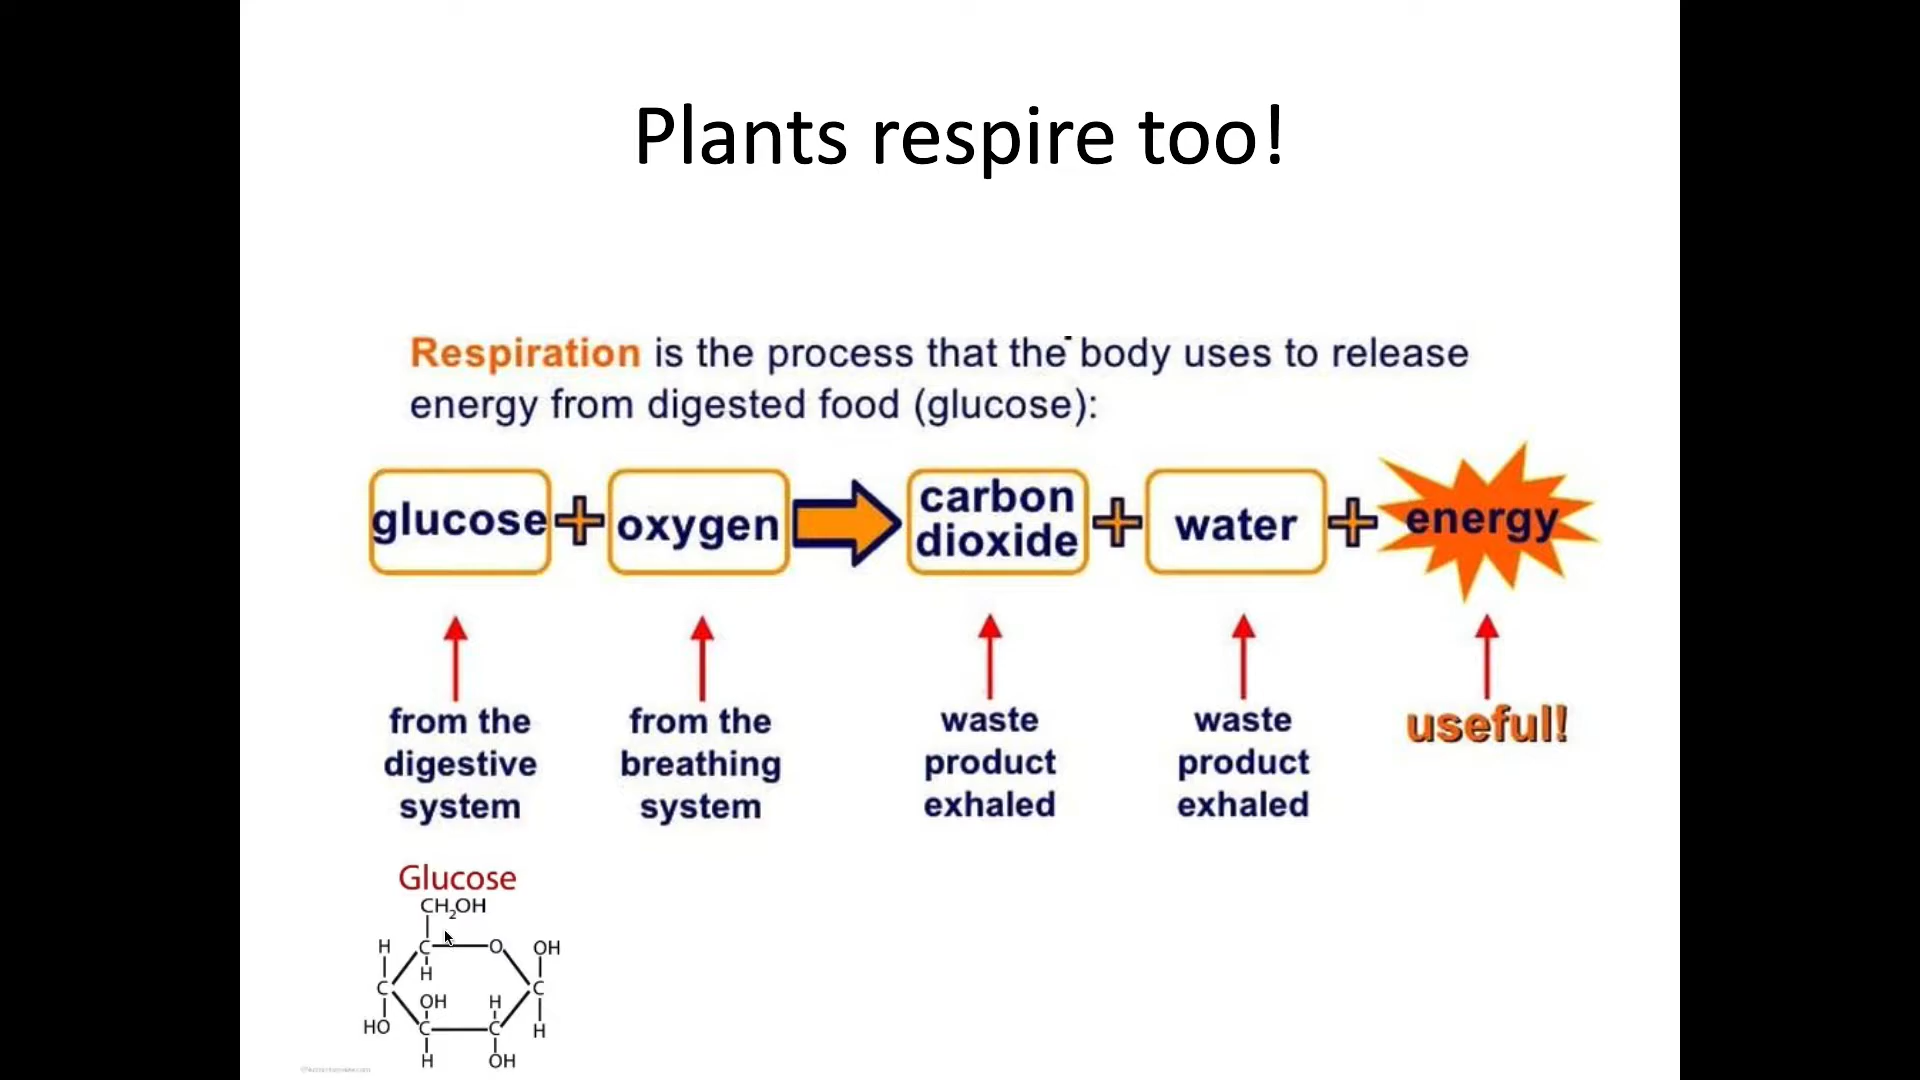 Plants respire too!
Respiration is the process that the body uses to release
energy from digested food (glucose):
glucose + oxygen carbon dioxide + water + energy
from the
digestive
system
from the
breathing
system
waste
product
exhaled
waste
product
exhaled
useful!
Glucose
CH2OH
H C O OH
H
C C
OH H
HO C C H
H OH